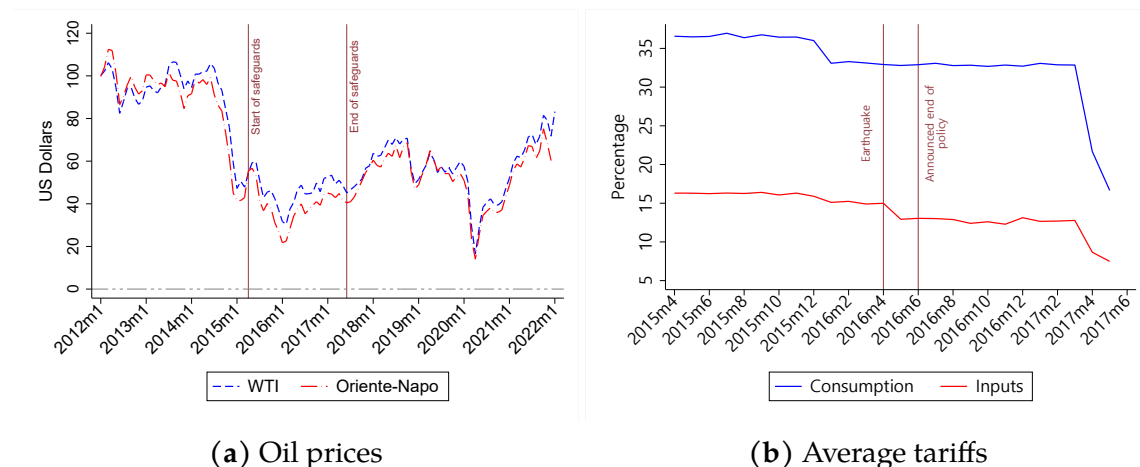 US Dollars
120
100
80
60
40
20
0
Start of safeguards
End of safeguards
2012m1
2013m1
2014m1
2015m1
2016m1
2017m1
2018m1
2019m1
2020m1
2021m1
2022m1
WTI
Oriente-Napo
(a) Oil prices
Percentage
35
30
25
20
15
10
5
Earthquake
Announced end of
policy
2015m4
2015m6
2015m8
2015m10
2015m12
2016m2
2016m4
2016m6
2016m8
2016m10
2016m12
2017m2
2017m4
2017m6
Consumption
Inputs
(b) Average tariffs